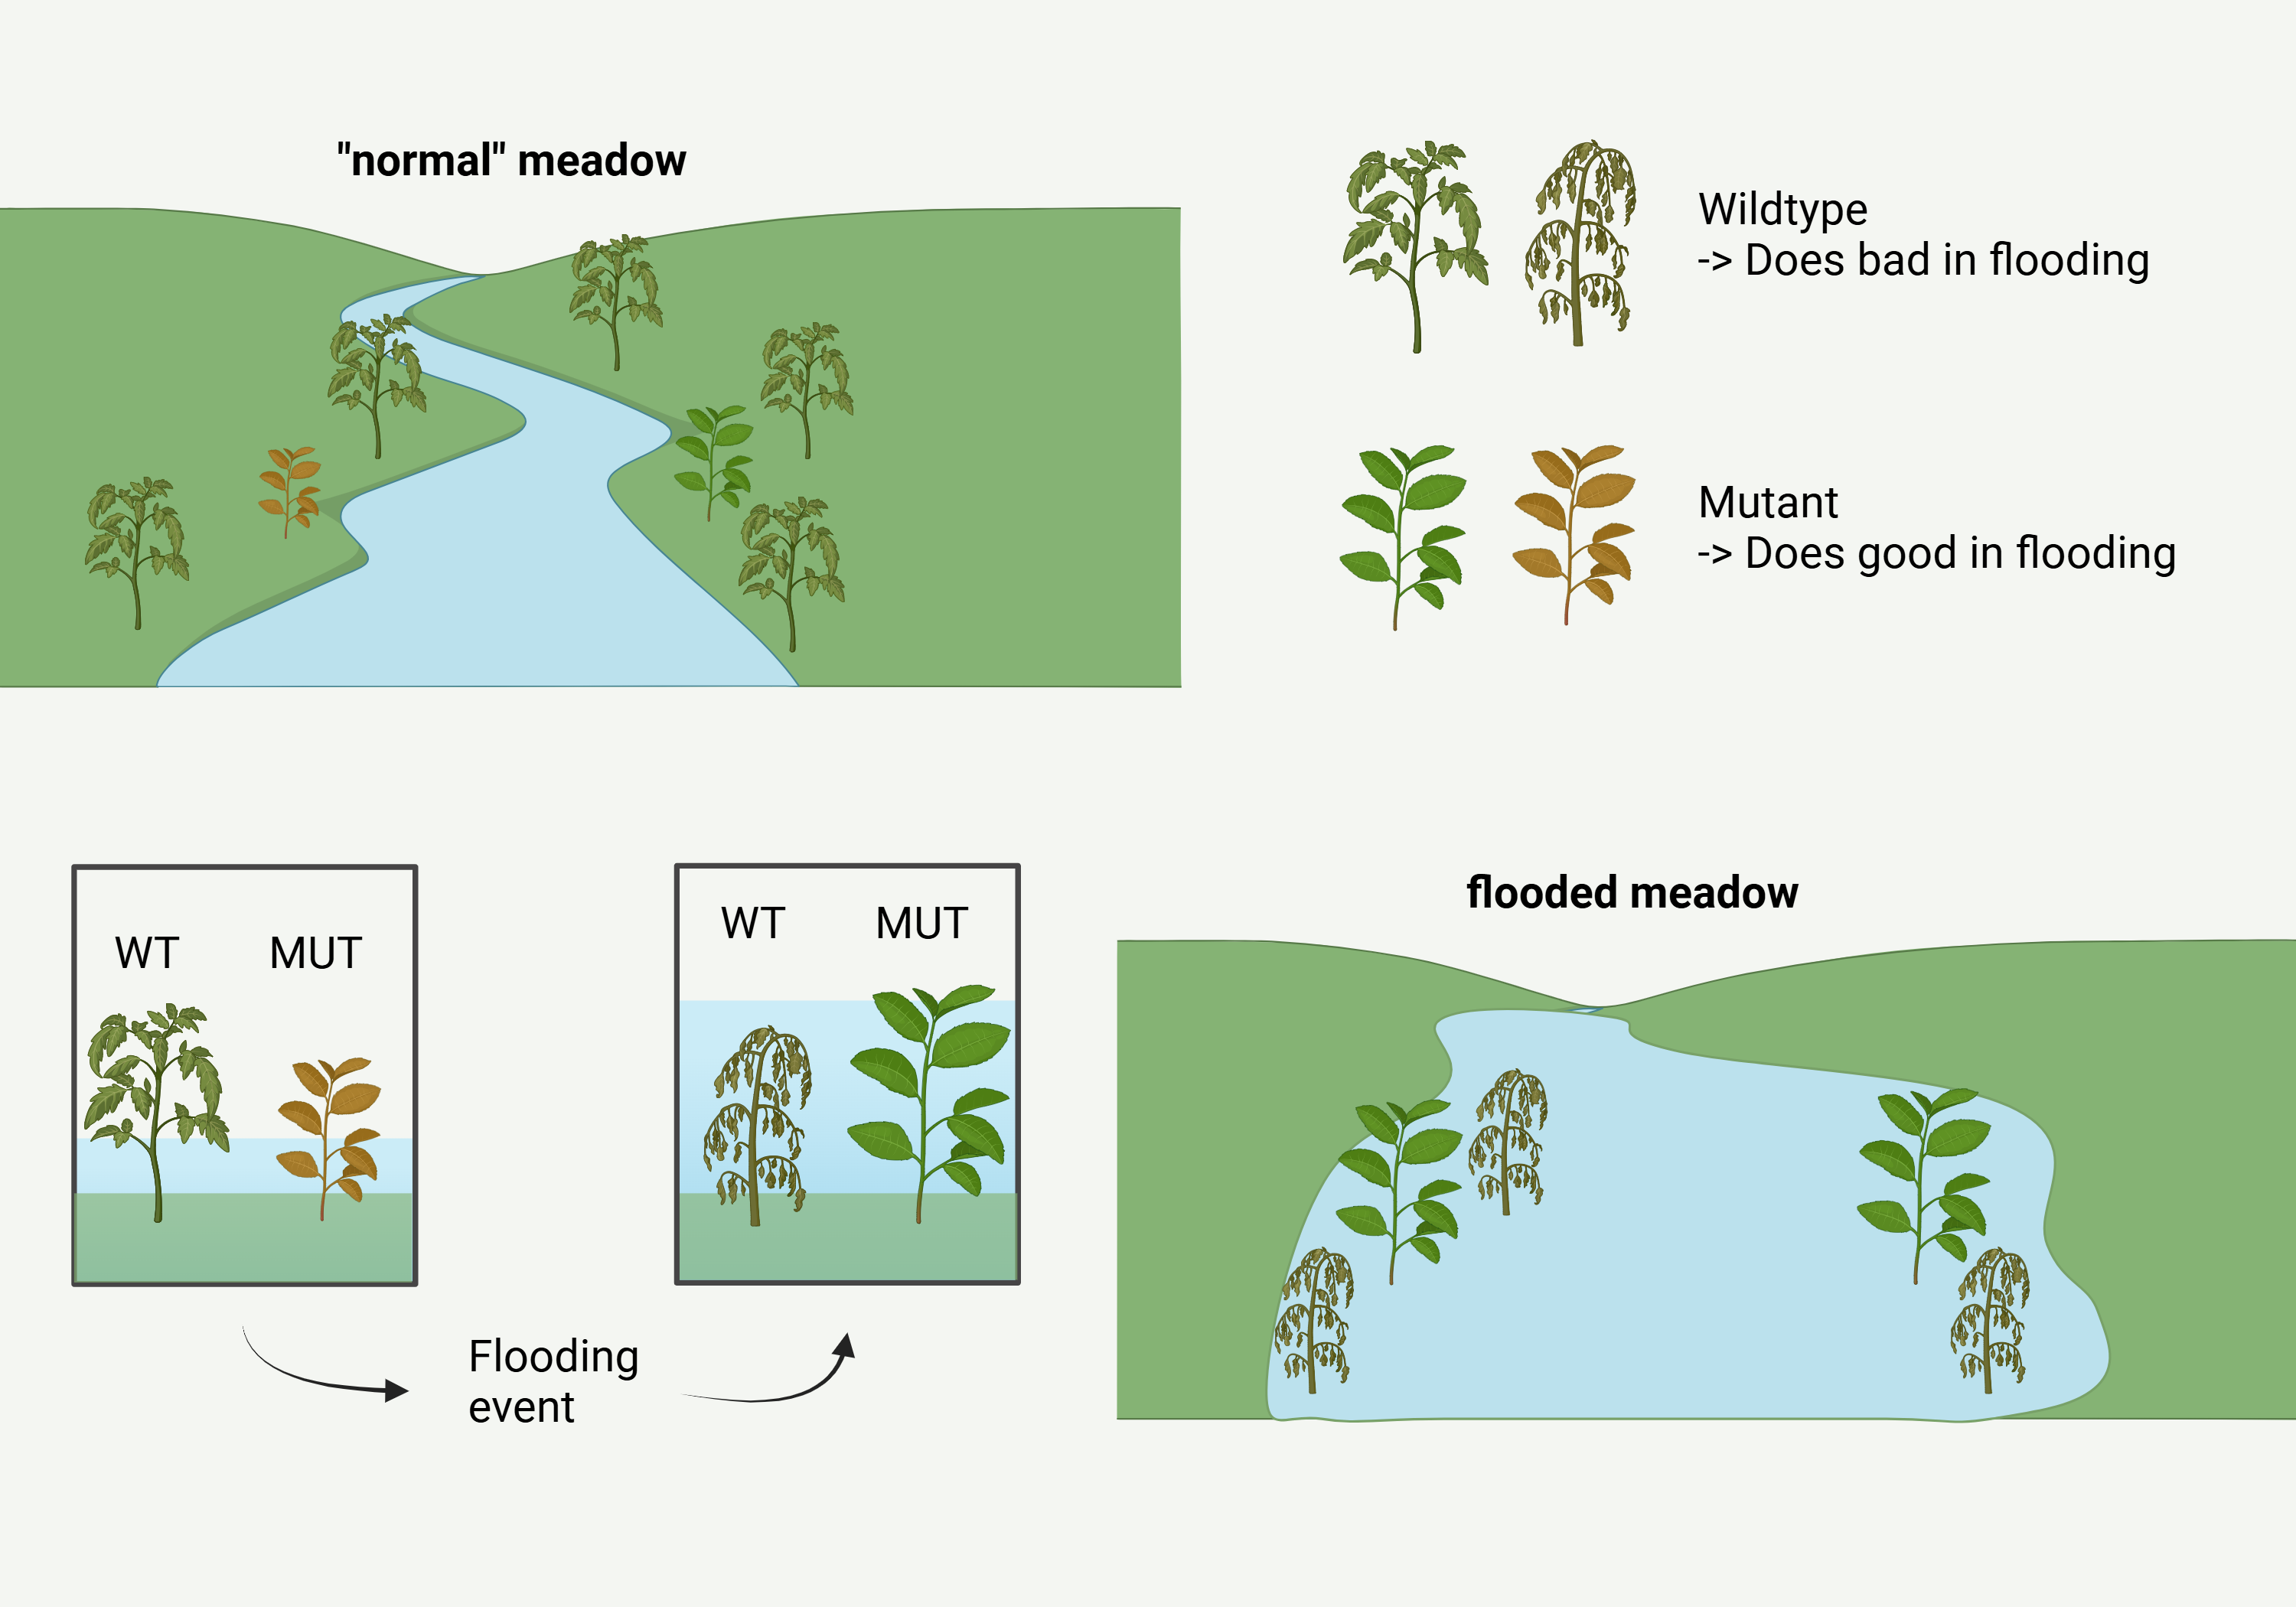 "normal" meadow
Wildtype
-> Does bad in flooding
Mutant
-> Does good in flooding
WT MUT
WT MUT
Flooding
event
flooded meadow